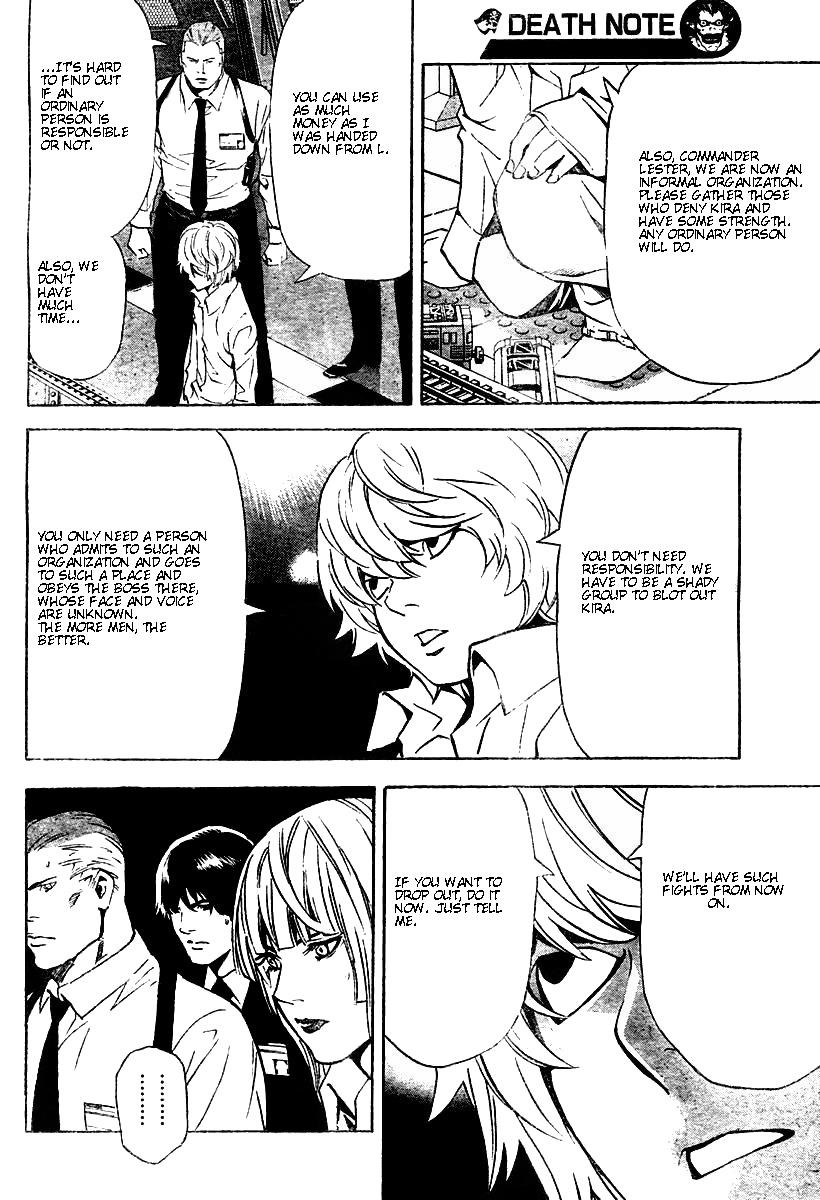 DEATH NOTE
ALSO, COMMANDER
LESTER, WE ARE NOW AN
INFORMAL ORGANIZATION.
PLEASE GATHER THOSE
WHO DENY KIRA AND
HAVE SOME STRENGTH.
ANY ORDINARY PERSON
WILL DO.
YOU CAN USE
AS MUCH
MONEY AS I
WAS HANDED
DOWN FROM L.
...IT'S HARD
TO FIND OUT
IF AN
ORDINARY
PERSON IS
RESPONSIBLE
OR NOT.
ALSO, WE
DON'T
HAVE
MUCH
TIME...
YOU DON'T NEED
RESPONSIBILITY. WE
HAVE TO BE A SHADY
GROUP TO BLOT OUT
KIRA.
YOU ONLY NEED A PERSON
WHO ADMITS TO SUCH AN
ORGANIZATION AND GOES
TO SUCH A PLACE AND
OBEYS THE BOSS THERE,
WHOSE FACE AND VOICE
ARE UNKNOWN.
THE MORE MEN, THE
BETTER.
WE'LL HAVE SUCH
FIGHTS FROM NOW
ON.
IF YOU WANT TO
DROP OUT, DO IT
NOW. JUST TELL
ME.
............